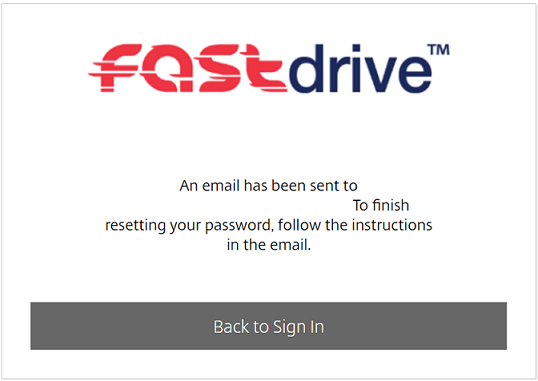 fastdrive™
An email has been sent to
To finish
resetting your password, follow the instructions
in the email.
Back to Sign In